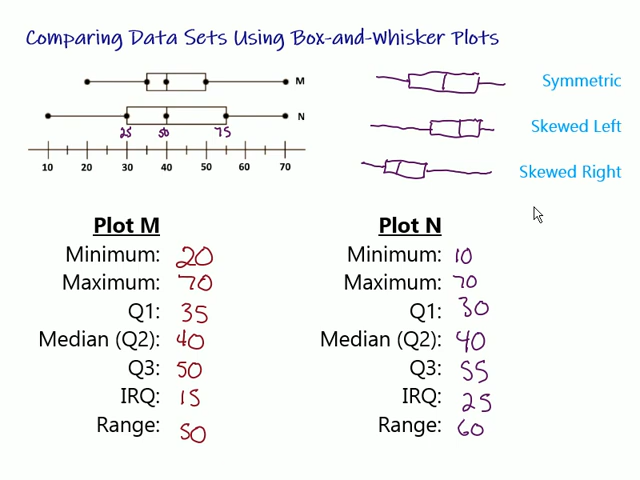 Comparing Data Sets Using Box-and-Whisker Plots
M
N
25 50 75
10 20 30 40 50 60 70
Symmetric
Skewed Left
Skewed Right
Plot M
Minimum: 20
Maximum: 70
Q1: 35
Median (Q2): 40
Q3: 50
IRQ: 15
Range: 50
Plot N
Minimum: 10
Maximum: 70
Q1: 30
Median (Q2): 40
Q3: 55
IRQ: 25
Range: 60